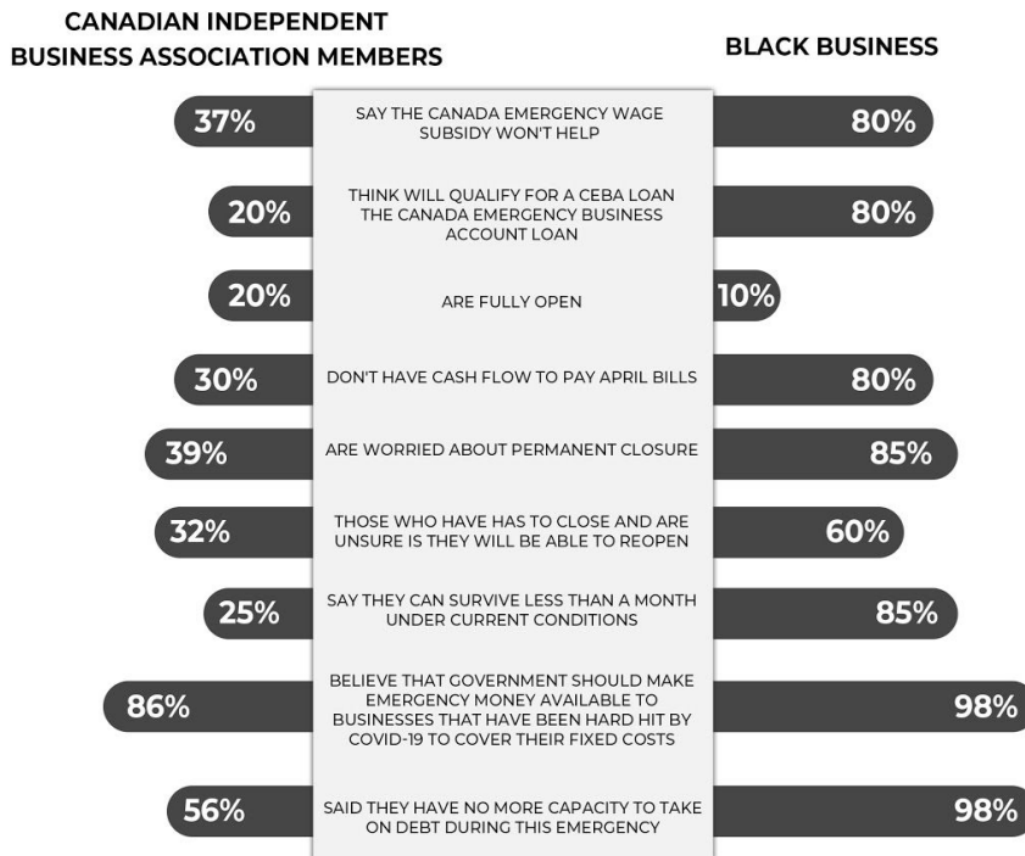 CANADIAN INDEPENDENT
BUSINESS ASSOCIATION MEMBERS
BLACK BUSINESS
37%
SAY THE CANADA EMERGENCY WAGE
SUBSIDY WON'T HELP
80%
20%
THINK WILL QUALIFY FOR A CEBA LOAN
THE CANADA EMERGENCY BUSINESS
ACCOUNT LOAN
80%
20%
ARE FULLY OPEN
10%
30%
DON'T HAVE CASH FLOW TO PAY APRIL BILLS
80%
39%
ARE WORRIED ABOUT PERMANENT CLOSURE
85%
32%
THOSE WHO HAVE HAS TO CLOSE AND ARE
UNSURE IS THEY WILL BE ABLE TO REOPEN
60%
25%
SAY THEY CAN SURVIVE LESS THAN A MONTH
UNDER CURRENT CONDITIONS
85%
86%
BELIEVE THAT GOVERNMENT SHOULD MAKE
EMERGENCY MONEY AVAILABLE TO
BUSINESSES THAT HAVE BEEN HARD HIT BY
COVID-19 TO COVER THEIR FIXED COSTS
98%
56%
SAID THEY HAVE NO MORE CAPACITY TO TAKE
ON DEBT DURING THIS EMERGENCY
98%